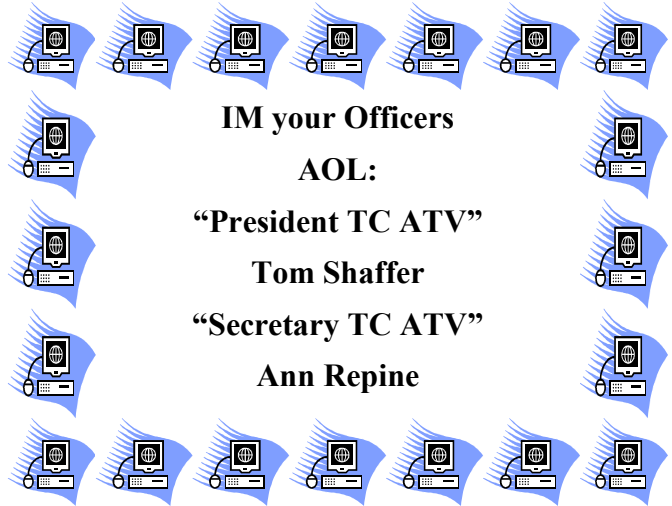 IM your Officers
AOL:
“President TC ATV”
Tom Shaffer
“Secretary TC ATV”
Ann Repine